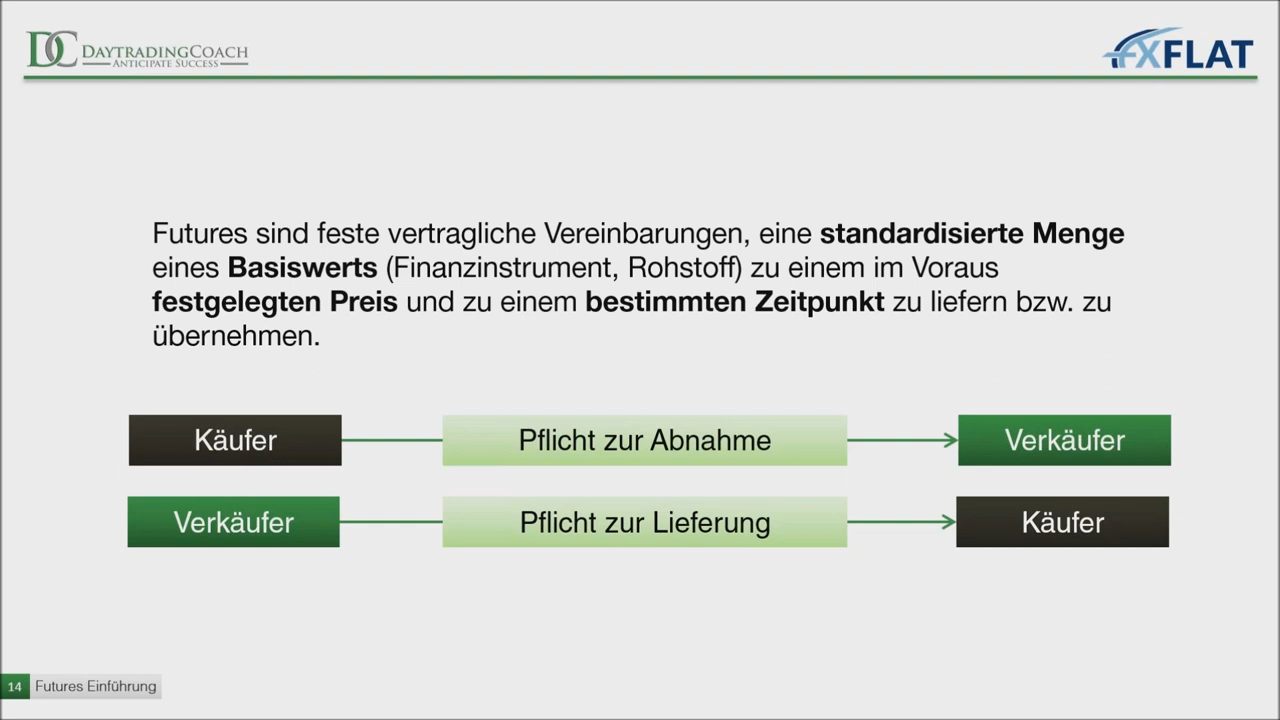 DC DAYTRADINGCOACH
ANTICIPATE SUCCESS
FXFLAT
Futures sind feste vertragliche Vereinbarungen, eine standardisierte Menge
eines Basiswerts (Finanzinstrument, Rohstoff) zu einem im Voraus
festgelegten Preis und zu einem bestimmten Zeitpunkt zu liefern bzw. zu
übernehmen.
Käufer Pflicht zur Abnahme Verkäufer
Verkäufer Pflicht zur Lieferung Käufer
14 Futures Einführung